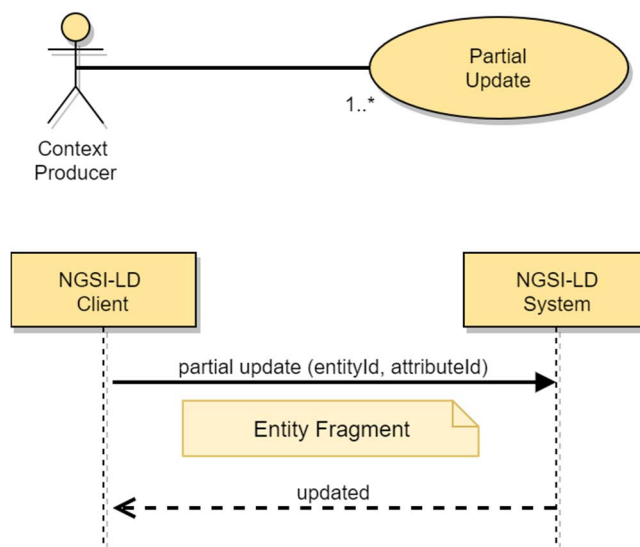 Partial
Update
1..*
Context
Producer
NGSI-LD
Client
NGSI-LD
System
partial update (entityId, attributeId)
Entity Fragment
updated